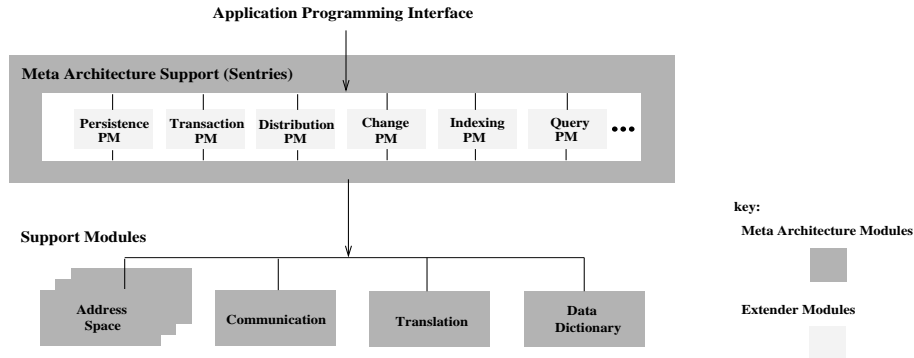 Application Programming Interface
Meta Architecture Support (Sentries)
Persistence PM
Transaction PM
Distribution PM
Change PM
Indexing PM
Query PM
...
Support Modules
Address Space
Communication
Translation
Data Dictionary
key:
Meta Architecture Modules
Extender Modules